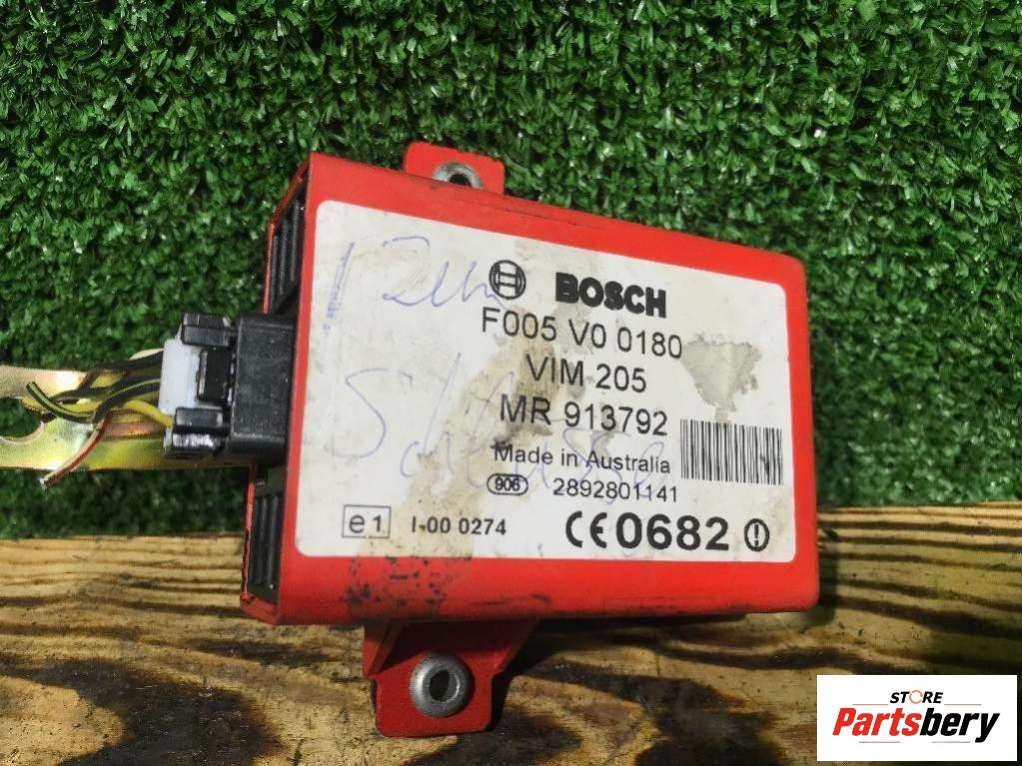 BOSCH
F005 V0 0180
VIM 205
MR 913792
Made in Australia
906 2892801141
e1 I-00 0274 CE0682
STORE
Partsbery